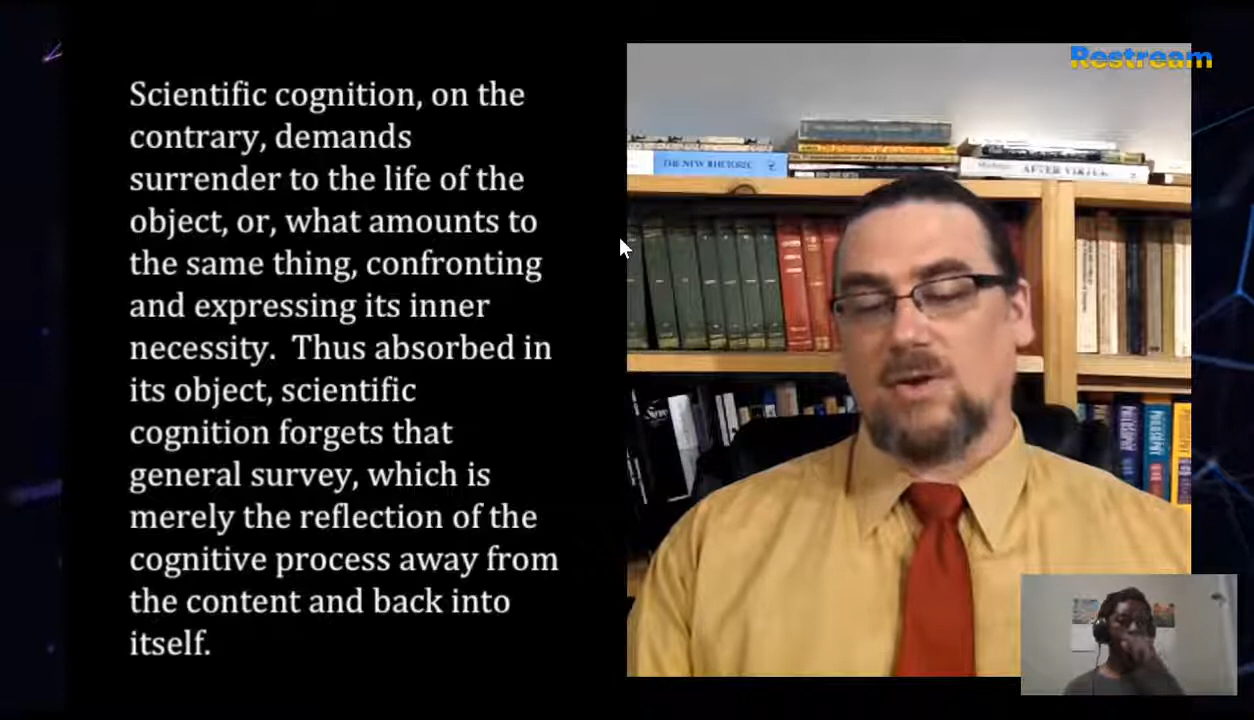 Scientific cognition, on the
contrary, demands
surrender to the life of the
object, or, what amounts to
the same thing, confronting
and expressing its inner
necessity.  Thus absorbed in
its object, scientific
cognition forgets that
general survey, which is
merely the reflection of the
cognitive process away from
the content and back into
itself.
Restream
THE NEW RHETORIC
AFTER VIRTUE
PHILOSOPHY
PHILOSOPHY